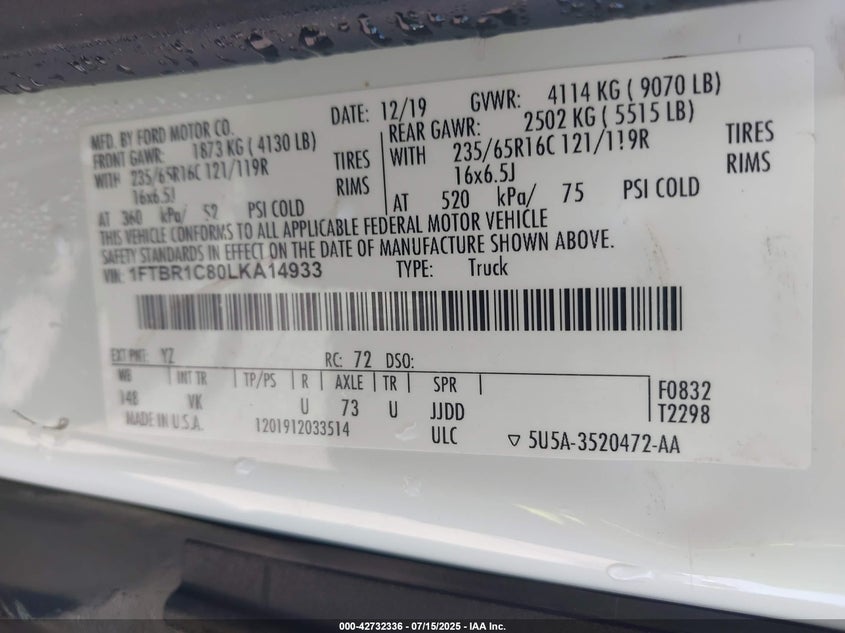 MFD. BY FORD MOTOR CO. DATE: 12/19 GVWR: 4114 KG ( 9070 LB)
FRONT GAWR: 1873 KG ( 4130 LB) REAR GAWR: 2502 KG ( 5515 LB)
WITH 235/65R16C 121/119R TIRES WITH 235/65R16C 121/119R TIRES
16x6.5J RIMS 16x6.5J RIMS
AT 360 kPa/ 52 PSI COLD AT 520 kPa/ 75 PSI COLD
THIS VEHICLE CONFORMS TO ALL APPLICABLE FEDERAL MOTOR VEHICLE
SAFETY STANDARDS IN EFFECT ON THE DATE OF MANUFACTURE SHOWN ABOVE.
VIN: 1FTBR1C80LKA14933 TYPE: Truck
EXT PNT: YZ RC: 72 DSO:
WB INT TR TP/PS R AXLE TR SPR F0832
148 VK U 73 U JJDD T2298
MADE IN U.S.A. 1201912033514 ULC ▽ 5U5A-3520472-AA
000-42732336 - 07/15/2025 - IAA Inc.